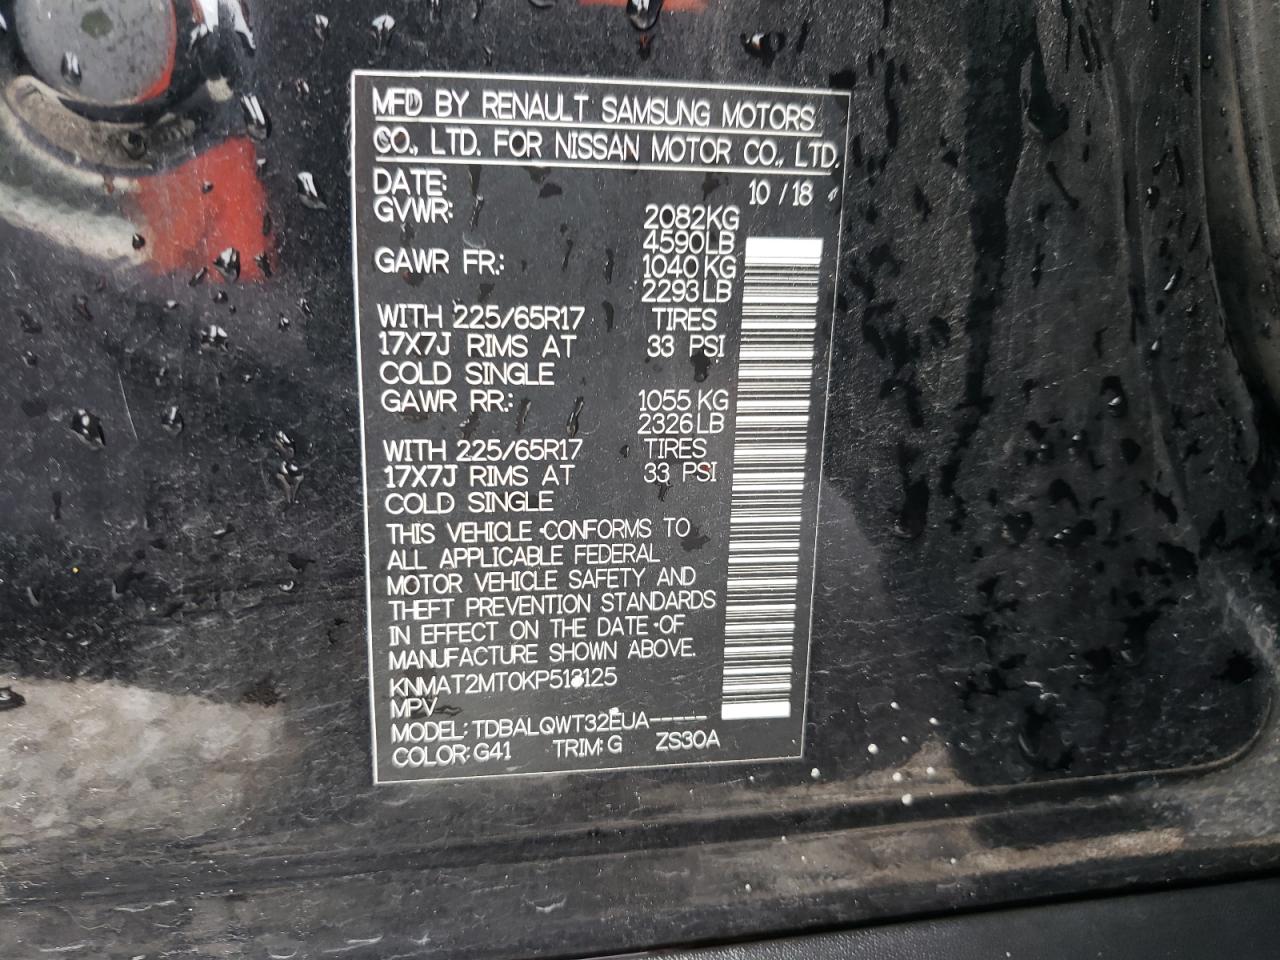 MFD BY RENAULT SAMSUNG MOTORS
CO., LTD. FOR NISSAN MOTOR CO., LTD.
DATE: 10 / 18
GVWR: 2082KG
4590LB
GAWR FR.: 1040 KG
2293LB
WITH 225/65R17 TIRES
17X7J RIMS AT 33 PSI
COLD SINGLE
GAWR RR.: 1055 KG
2326LB
WITH 225/65R17 TIRES
17X7J RIMS AT 33 PSI
COLD SINGLE
THIS VEHICLE CONFORMS TO
ALL APPLICABLE FEDERAL
MOTOR VEHICLE SAFETY AND
THEFT PREVENTION STANDARDS
IN EFFECT ON THE DATE OF
MANUFACTURE SHOWN ABOVE.
MPV
MODEL: TDBALQWT32EUA-----
COLOR: G41 TRIM: G ZS30A